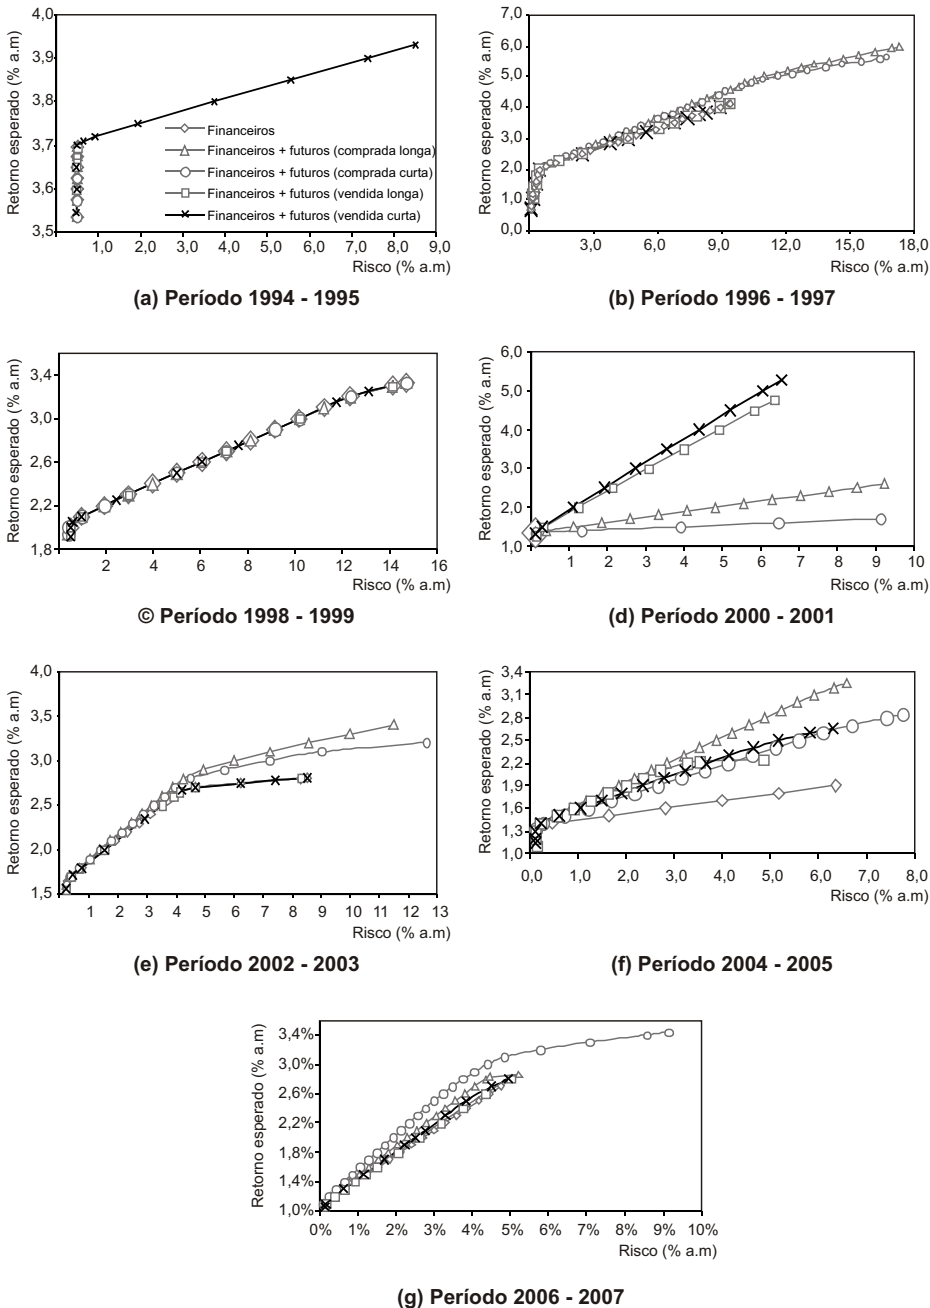 Retorno esperado (% a.m)
4,0
3,9
3,8
3,7
3,6
3,5
Financeiros
Financeiros + futuros (comprada longa)
Financeiros + futuros (comprada curta)
Financeiros + futuros (vendida longa)
Financeiros + futuros (vendida curta)
1,0 2,0 3,0 4,0 5,0 6,0 7,0 8,0 9,0
Risco (% a.m)
(a) Período 1994 - 1995
Retorno esperado (% a.m)
7,0
6,0
5,0
4,0
3,0
2,0
1,0
0,0
3,0 6,0 9,0 12,0 15,0 18,0
Risco (% a.m)
(b) Período 1996 - 1997
Retorno esperado (% a.m)
3,4
3,0
2,6
2,2
1,8
2 4 6 8 10 12 14 16
Risco (% a.m)
© Período 1998 - 1999
Retorno esperado (% a.m)
6,0
5,0
4,0
3,0
2,0
1,0
1 2 3 4 5 6 7 8 9 10
Risco (% a.m)
(d) Período 2000 - 2001
Retorno esperado (% a.m)
4,0
3,5
3,0
2,5
2,0
1,5
1 2 3 4 5 6 7 8 9 10 11 12 13
Risco (% a.m)
(e) Período 2002 - 2003
Retorno esperado (% a.m)
3,4
3,1
2,8
2,5
2,2
1,9
1,6
1,3
1,0
0,0 1,0 2,0 3,0 4,0 5,0 6,0 7,0 8,0
Risco (% a.m)
(f) Período 2004 - 2005
Retorno esperado (% a.m)
3,4%
3,0%
2,6%
2,2%
1,8%
1,4%
1,0%
0% 1% 2% 3% 4% 5% 6% 7% 8% 9% 10%
Risco (% a.m)
(g) Período 2006 - 2007